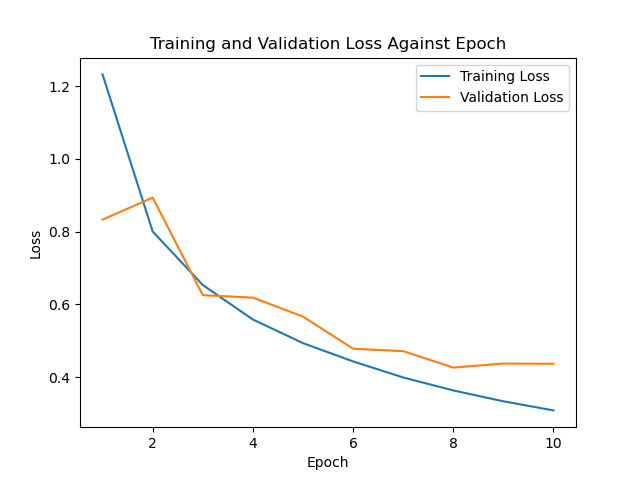 Training and Validation Loss Against Epoch
Training Loss
Validation Loss
Loss
1.2
1.0
0.8
0.6
0.4
2
4
6
8
10
Epoch